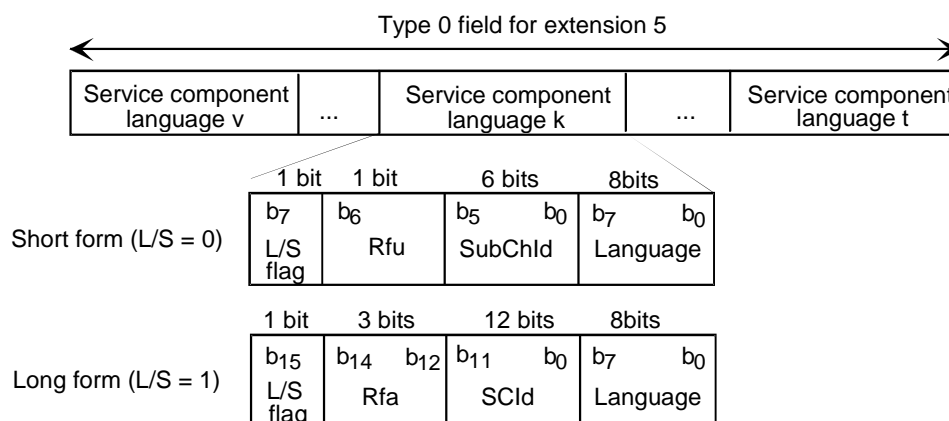 Type 0 field for extension 5
Service component language v ... Service component language k ... Service component language t
1 bit 1 bit 6 bits 8bits
Short form (L/S = 0)
b7 b6 b5 b0 b7 b0
L/S flag Rfu SubChId Language
1 bit 3 bits 12 bits 8bits
Long form (L/S = 1)
b15 b14 b12 b11 b0 b7 b0
L/S flag Rfa SCId Language